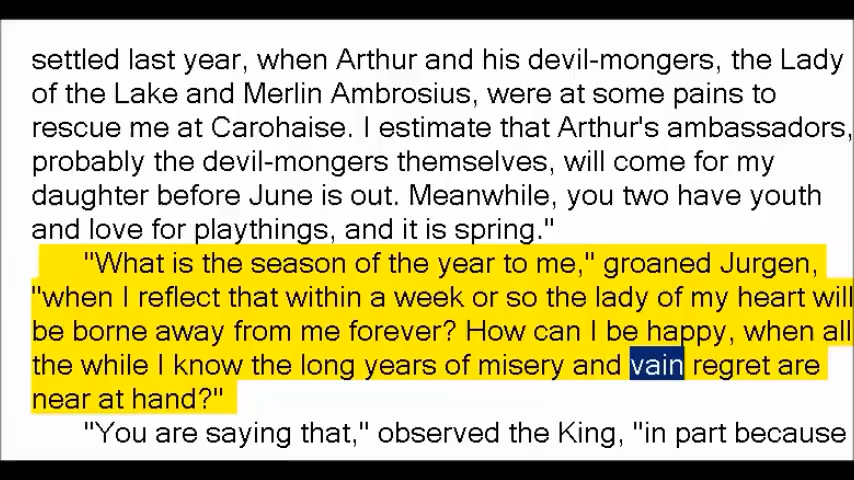 settled last year, when Arthur and his devil-mongers, the Lady
of the Lake and Merlin Ambrosius, were at some pains to
rescue me at Carohaise. I estimate that Arthur's ambassadors,
probably the devil-mongers themselves, will come for my
daughter before June is out. Meanwhile, you two have youth
and love for playthings, and it is spring."
"What is the season of the year to me," groaned Jurgen,
"when I reflect that within a week or so the lady of my heart will
be borne away from me forever? How can I be happy, when all
the while I know the long years of misery and vain regret are
near at hand?"
"You are saying that," observed the King, "in part because